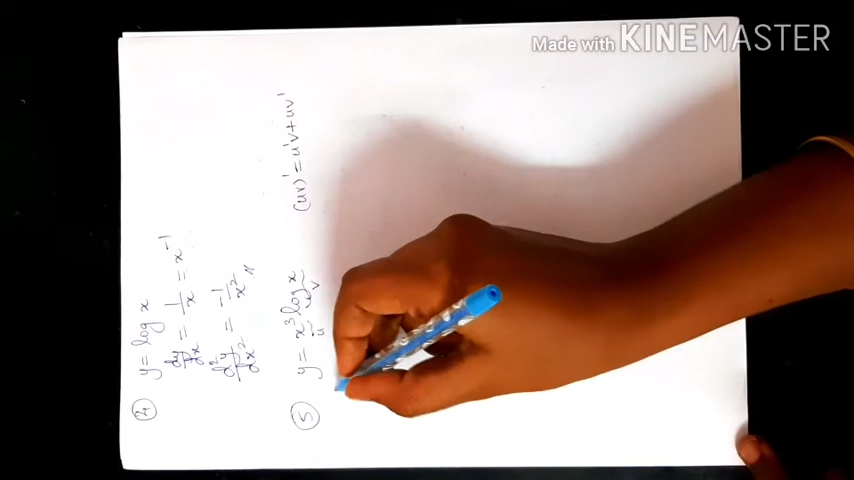 Made with KINEMASTER
④ y = log x
dy/dx = 1/x = x⁻¹
d²y/dx² = -1/x² //
⑤ y = x³ log x (uv)' = u'v + uv'
u v